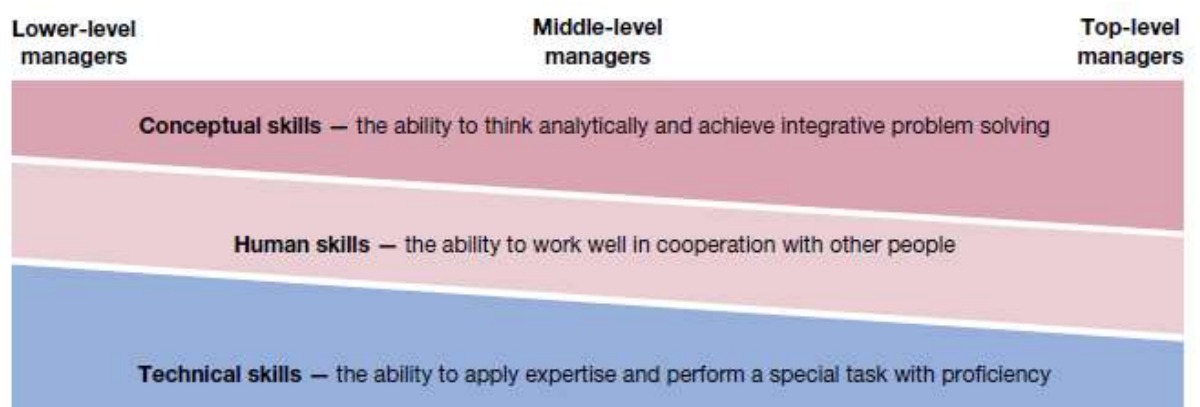 Lower-level
managers
Middle-level
managers
Top-level
managers
Conceptual skills — the ability to think analytically and achieve integrative problem solving
Human skills — the ability to work well in cooperation with other people
Technical skills — the ability to apply expertise and perform a special task with proficiency